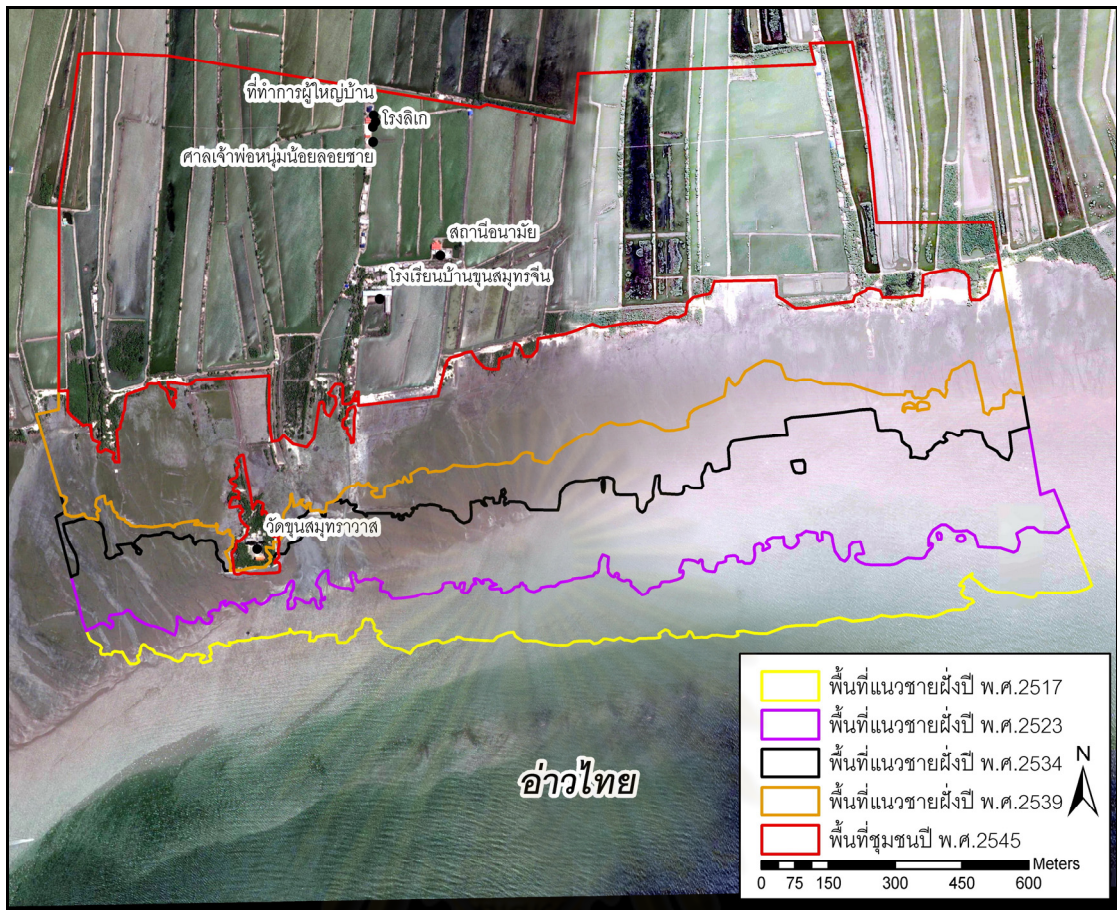 ที่ทำการผู้ใหญ่บ้าน
โรงลิเก
ศาลเจ้าพ่อหนุ่มน้อยลอยชาย
สถานีอนามัย
โรงเรียนบ้านขุนสมุทรจีน
วัดขุนสมุทราวาส
อ่าวไทย
พื้นที่แนวชายฝั่งปี พ.ศ.2517
พื้นที่แนวชายฝั่งปี พ.ศ.2523
พื้นที่แนวชายฝั่งปี พ.ศ.2534
พื้นที่แนวชายฝั่งปี พ.ศ.2539
พื้นที่ชุมชนปี พ.ศ.2545
N
Meters
0 75 150 300 450 600